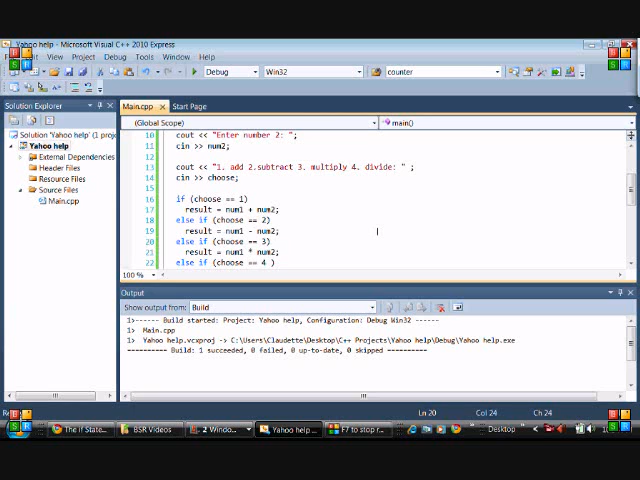 Yahoo help - Microsoft Visual C++ 2010 Express
Edit View Project Debug Tools Window Help
Debug Win32 counter
Solution Explorer
Solution 'Yahoo help' (1 proj
Yahoo help
External Dependencies
Header Files
Resource Files
Source Files
Main.cpp
Main.cpp Start Page
(Global Scope) main()
10 cout << "Enter number 2: ";
11 cin >> num2;
12
13 cout << "1. add 2.subtract 3. multiply 4. divide: " ;
14 cin >> choose;
15
16 if (choose == 1)
17 result = num1 + num2;
18 else if (choose == 2)
19 result = num1 - num2;
20 else if (choose == 3)
21 result = num1 * num2;
22 else if (choose == 4 )
100 %
Output
Show output from: Build
1>------ Build started: Project: Yahoo help, Configuration: Debug Win32 ------
1> Main.cpp
1> Yahoo help.vcxproj -> C:\Users\Claudette\Desktop\C++ Projects\Yahoo help\Debug\Yahoo help.exe
========== Build: 1 succeeded, 0 failed, 0 up-to-date, 0 skipped ==========
Ln 20 Col 24 Ch 24
The if State... BSR Videos 2 Windo... Yahoo help ... F7 to stop r... Desktop